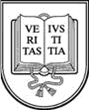 VE IVS
RI TI
TAS TIA